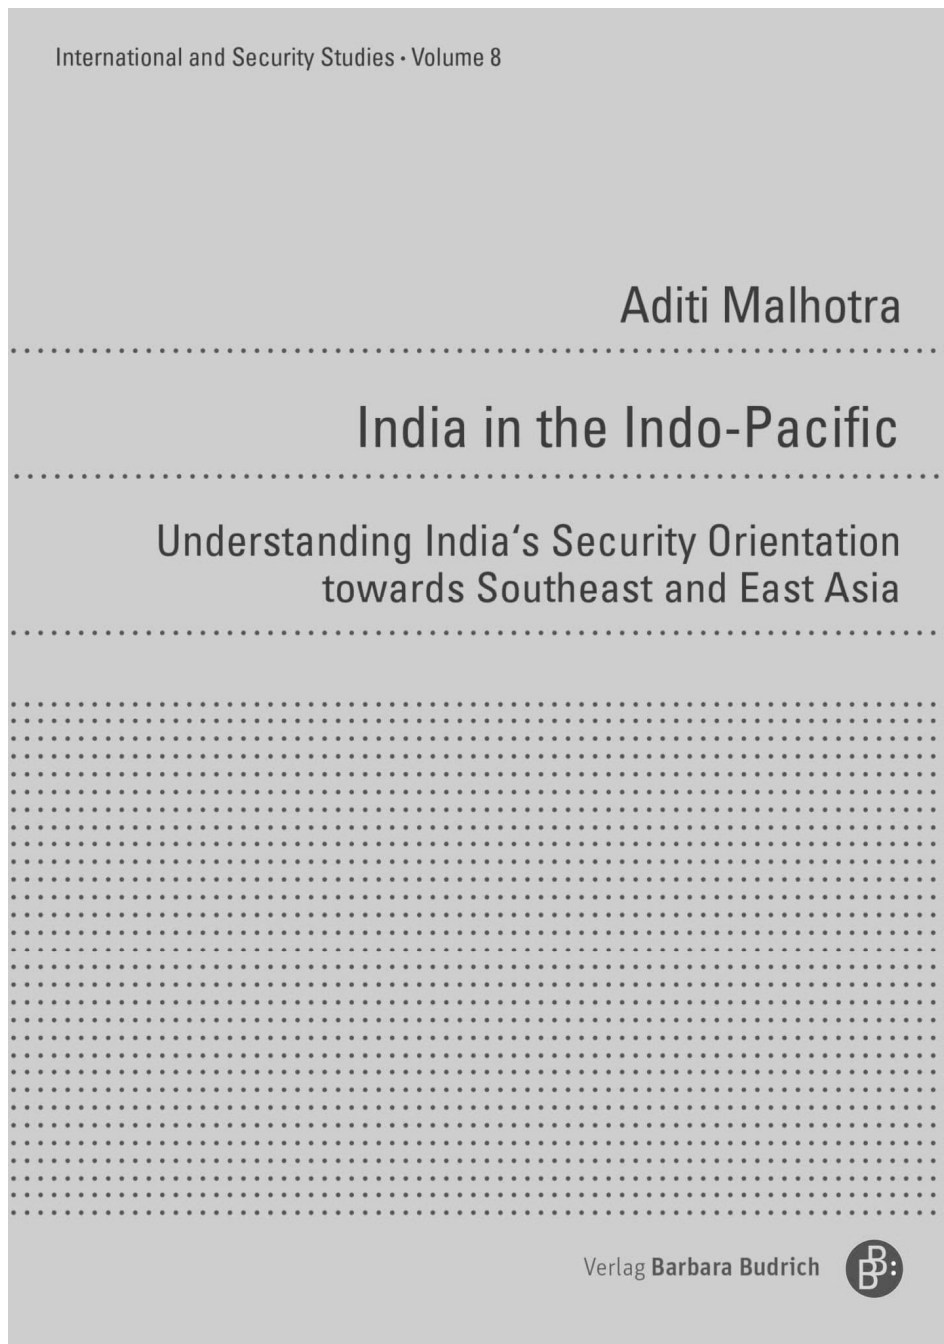 International and Security Studies • Volume 8
Aditi Malhotra
India in the Indo-Pacific
Understanding India‘s Security Orientation
towards Southeast and East Asia
Verlag Barbara Budrich
BB: